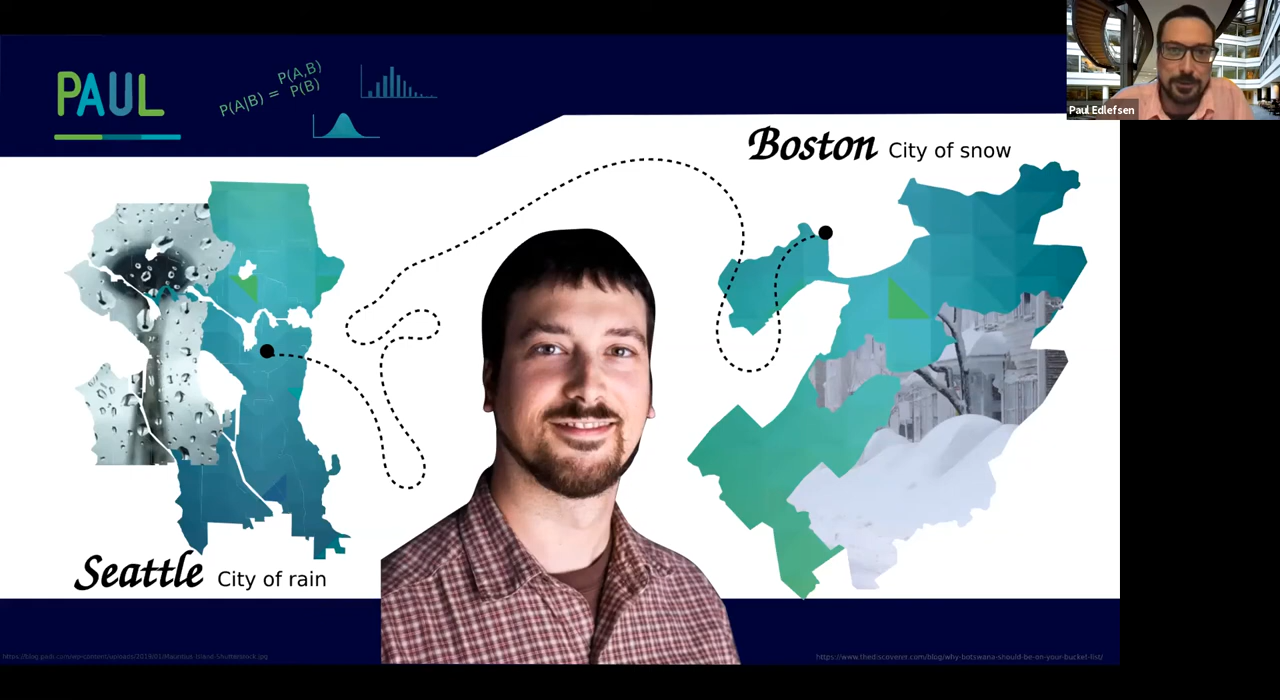 PAUL
P(A|B) = P(A,B)
P(B)
Paul Edlefsen
Boston City of snow
Seattle City of rain
https://www.thediscoverer.com/blog/why-botswana-should-be-on-your-bucket-list/